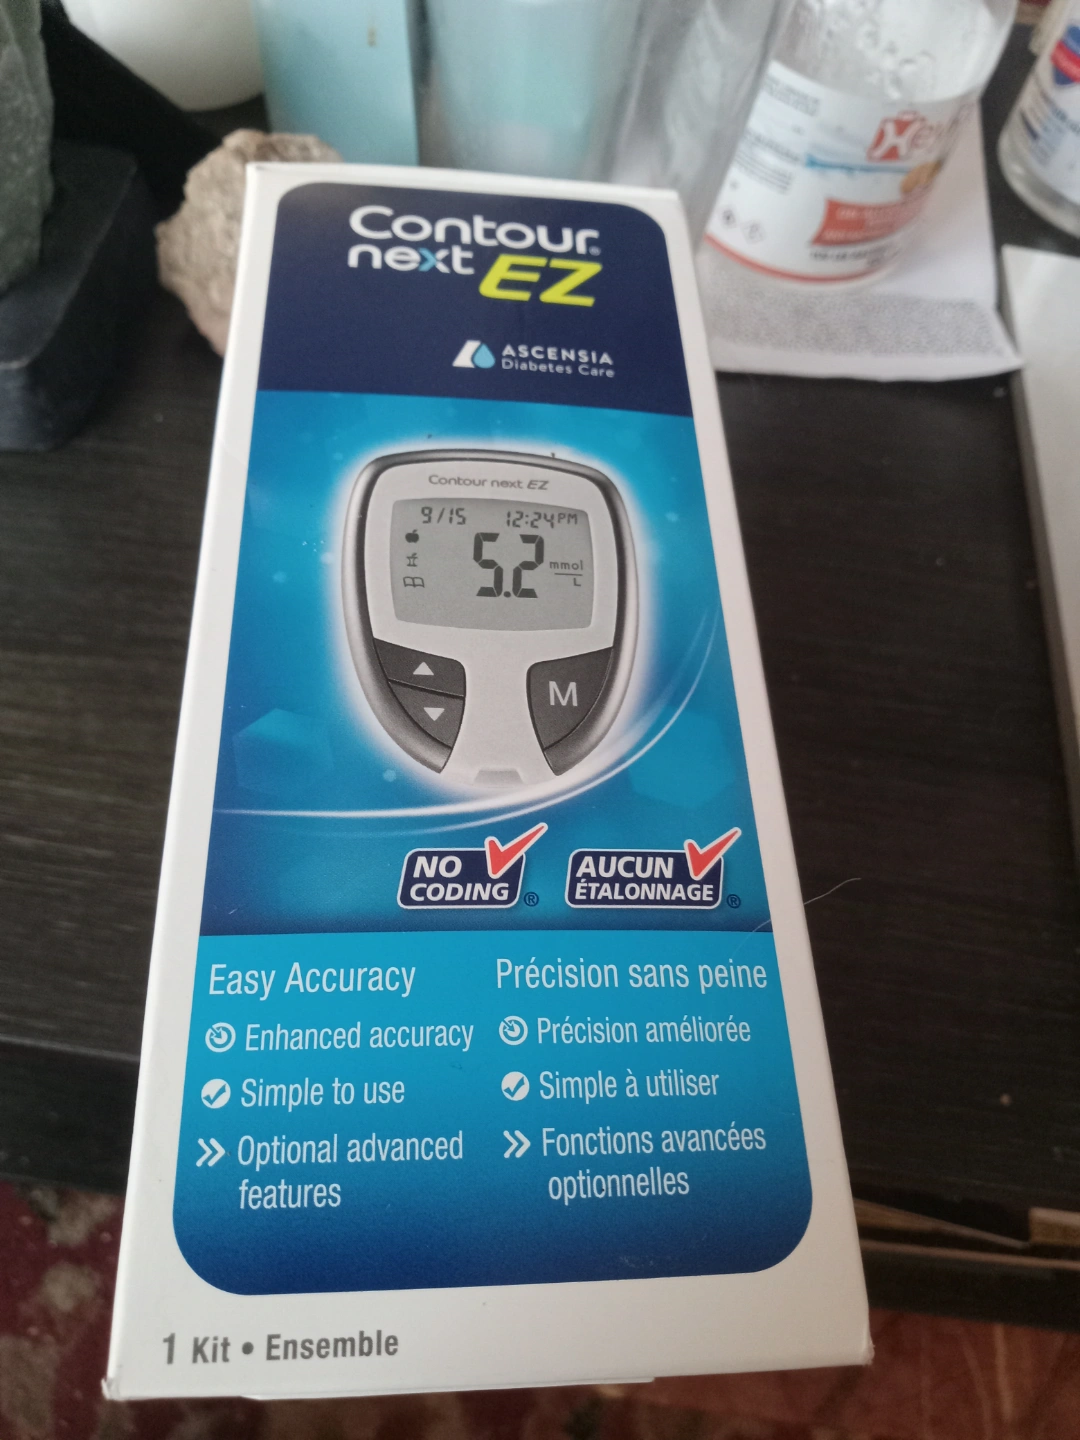 Contour®
next EZ
ASCENSIA
Diabetes Care
Contour next EZ
9/15 12:24PM
5.2 mmol
L
M
NO
CODING ®
AUCUN
ÉTALONNAGE ®
Easy Accuracy
Enhanced accuracy
Simple to use
Optional advanced
features
Précision sans peine
Précision améliorée
Simple à utiliser
Fonctions avancées
optionnelles
1 Kit • Ensemble